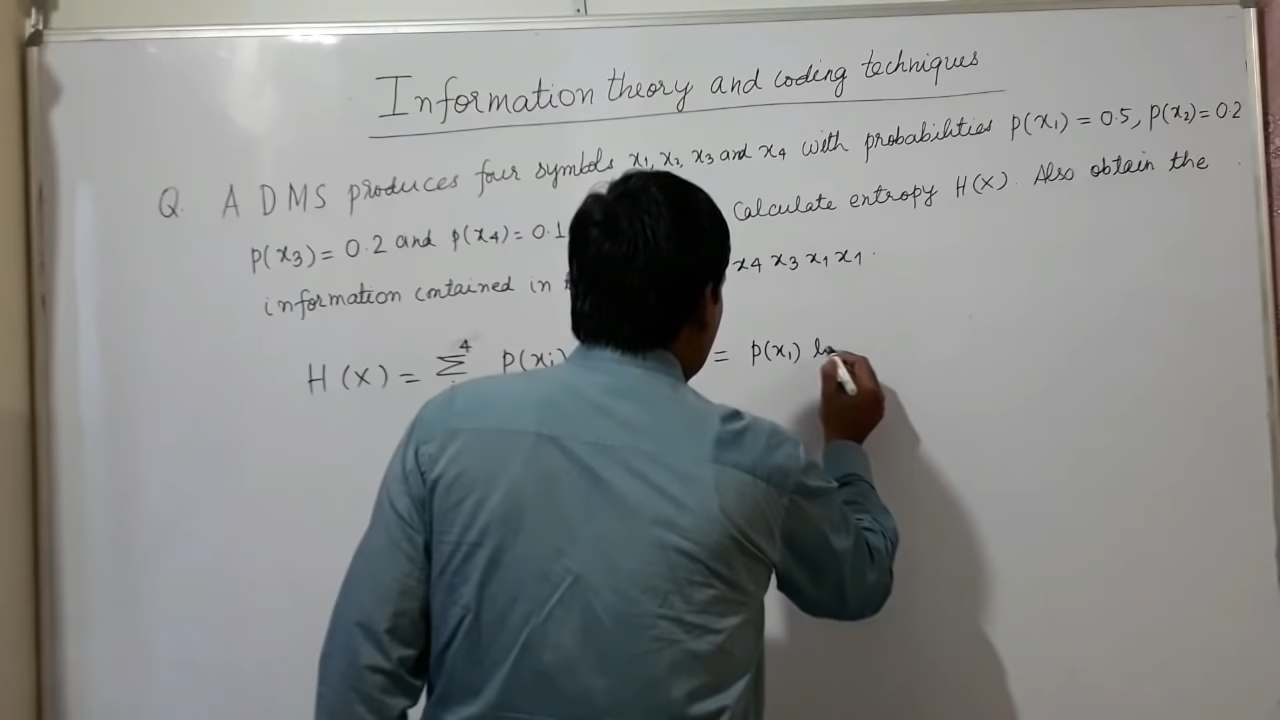 Information theory and coding techniques
Q. A DMS produces four symbols x₁, x₂, x₃ and x₄ with probabilities p(x₁) = 0.5, p(x₂) = 0.2
p(x₃) = 0.2 and p(x₄) = 0.1 Calculate entropy H(X). Also obtain the
information contained in x₄ x₃ x₁ x₁.
H(X) = Σ 4 p(xᵢ) = p(x₁)